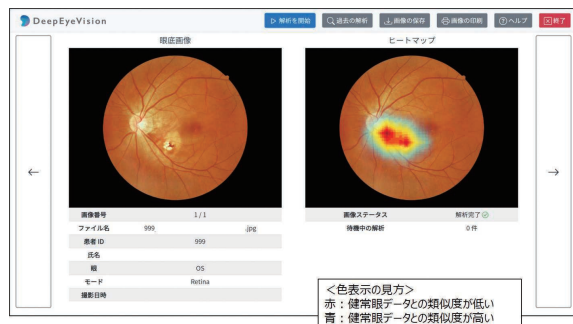 DeepEyeVision
解析を開始 過去の解析 画像の保存 画像の印刷 ヘルプ 終了
眼底画像
ヒートマップ
←
→
画像番号 1 / 1
ファイル名 999 .jpg
患者 ID 999
氏名
眼 OS
モード Retina
撮影日時
画像ステータス 解析完了
待機中の解析 0 件
<色表示の見方>
赤：健常眼データとの類似度が低い
青：健常眼データとの類似度が高い